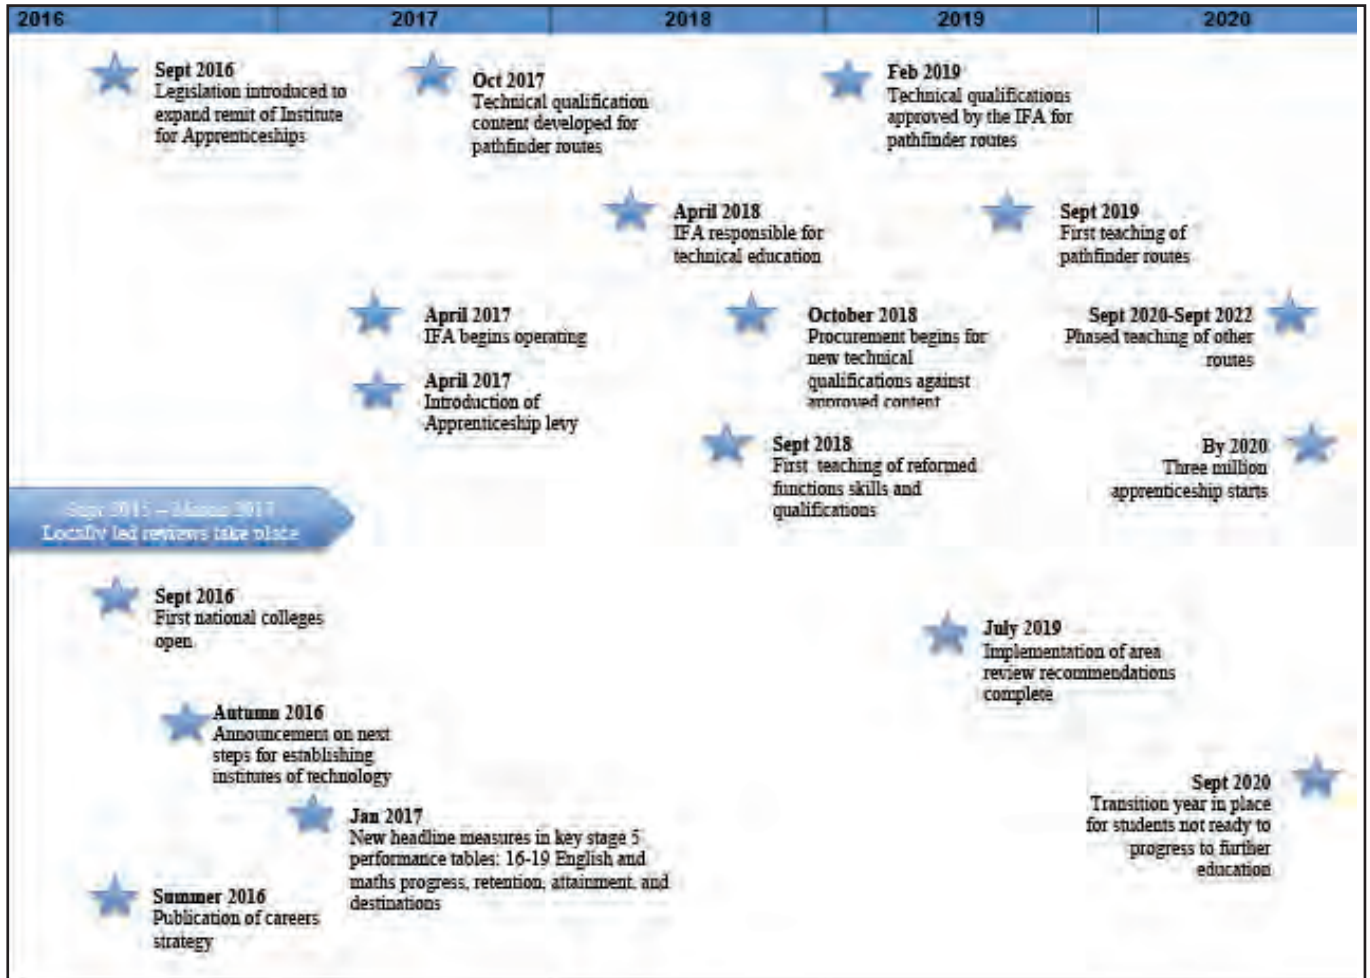 2016 2017 2018 2019 2020
Sept 2016
Legislation introduced to
expand remit of Institute
for Apprenticeships
Oct 2017
Technical qualification
content developed for
pathfinder routes
Feb 2019
Technical qualifications
approved by the IFA for
pathfinder routes
April 2018
IFA responsible for
technical education
Sept 2019
First teaching of
pathfinder routes
April 2017
IFA begins operating
October 2018
Procurement begins for
new technical
qualifications against
approved content
Sept 2020-Sept 2022
Phased teaching of other
routes
April 2017
Introduction of
Apprenticeship levy
Sept 2018
First teaching of reformed
functions skills and
qualifications
By 2020
Three million
apprenticeship starts
Sept 2015 – March 2017
Locally led reviews take place
Sept 2016
First national colleges
open
July 2019
Implementation of area
review recommendations
complete
Autumn 2016
Announcement on next
steps for establishing
institutes of technology
Sept 2020
Transition year in place
for students not ready to
progress to further
education
Jan 2017
New headline measures in key stage 5
performance tables: 16-19 English and
maths progress, retention, attainment, and
destinations
Summer 2016
Publication of careers
strategy